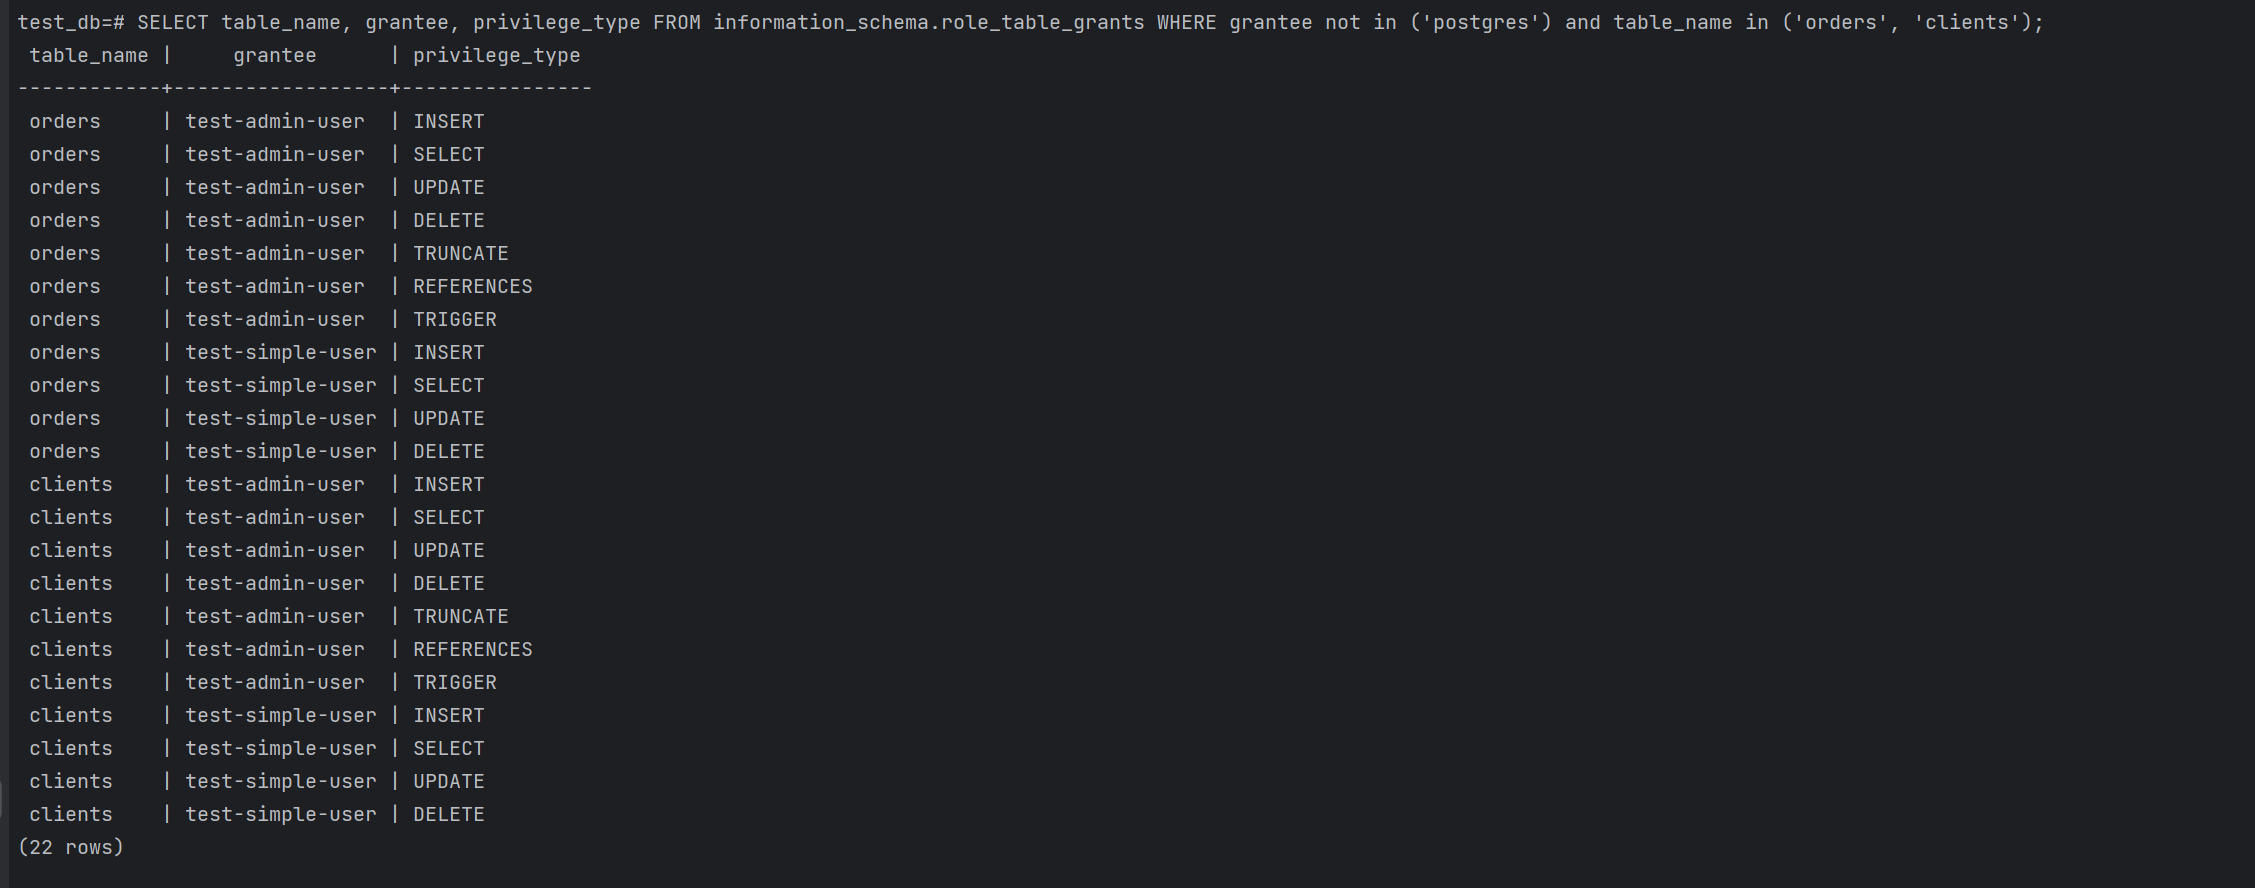 test_db=# SELECT table_name, grantee, privilege_type FROM information_schema.role_table_grants WHERE grantee not in ('postgres') and table_name in ('orders', 'clients');
 table_name |     grantee      | privilege_type
------------+------------------+----------------
 orders     | test-admin-user  | INSERT
 orders     | test-admin-user  | SELECT
 orders     | test-admin-user  | UPDATE
 orders     | test-admin-user  | DELETE
 orders     | test-admin-user  | TRUNCATE
 orders     | test-admin-user  | REFERENCES
 orders     | test-admin-user  | TRIGGER
 orders     | test-simple-user | INSERT
 orders     | test-simple-user | SELECT
 orders     | test-simple-user | UPDATE
 orders     | test-simple-user | DELETE
 clients    | test-admin-user  | INSERT
 clients    | test-admin-user  | SELECT
 clients    | test-admin-user  | UPDATE
 clients    | test-admin-user  | DELETE
 clients    | test-admin-user  | TRUNCATE
 clients    | test-admin-user  | REFERENCES
 clients    | test-admin-user  | TRIGGER
 clients    | test-simple-user | INSERT
 clients    | test-simple-user | SELECT
 clients    | test-simple-user | UPDATE
 clients    | test-simple-user | DELETE
(22 rows)